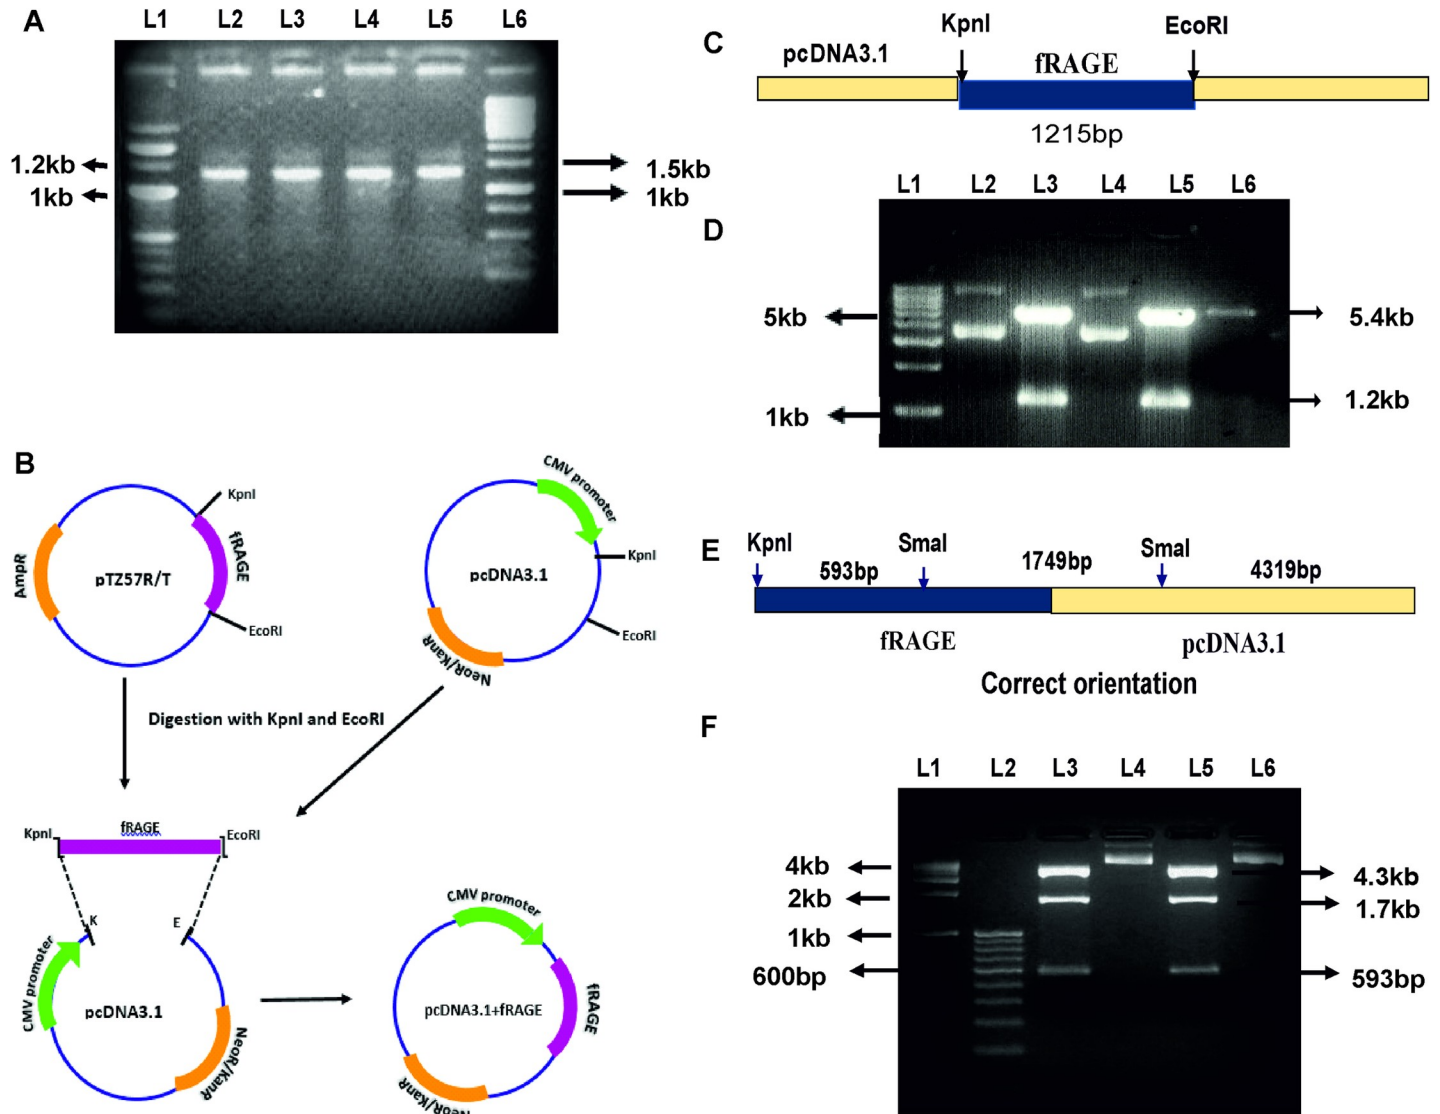 A
L1 L2 L3 L4 L5 L6
1.2kb
1kb
1.5kb
1kb
B
KpnI
fRAGE
AmpR
pTZ57R/T
EcoRI
CMV promoter
KpnI
pcDNA3.1
EcoRI
NeoR/KanR
Digestion with KpnI and EcoRI
KpnI
fRAGE
EcoRI
K
E
CMV promoter
pcDNA3.1
NeoR/KanR
CMV promoter
pcDNA3.1+fRAGE
fRAGE
NeoR/KanR
C
KpnI EcoRI
pcDNA3.1 fRAGE
1215bp
D
L1 L2 L3 L4 L5 L6
5kb
1kb
5.4kb
1.2kb
E
KpnI SmaI SmaI
593bp 1749bp 4319bp
fRAGE pcDNA3.1
Correct orientation
F
L1 L2 L3 L4 L5 L6
4kb
2kb
1kb
600bp
4.3kb
1.7kb
593bp